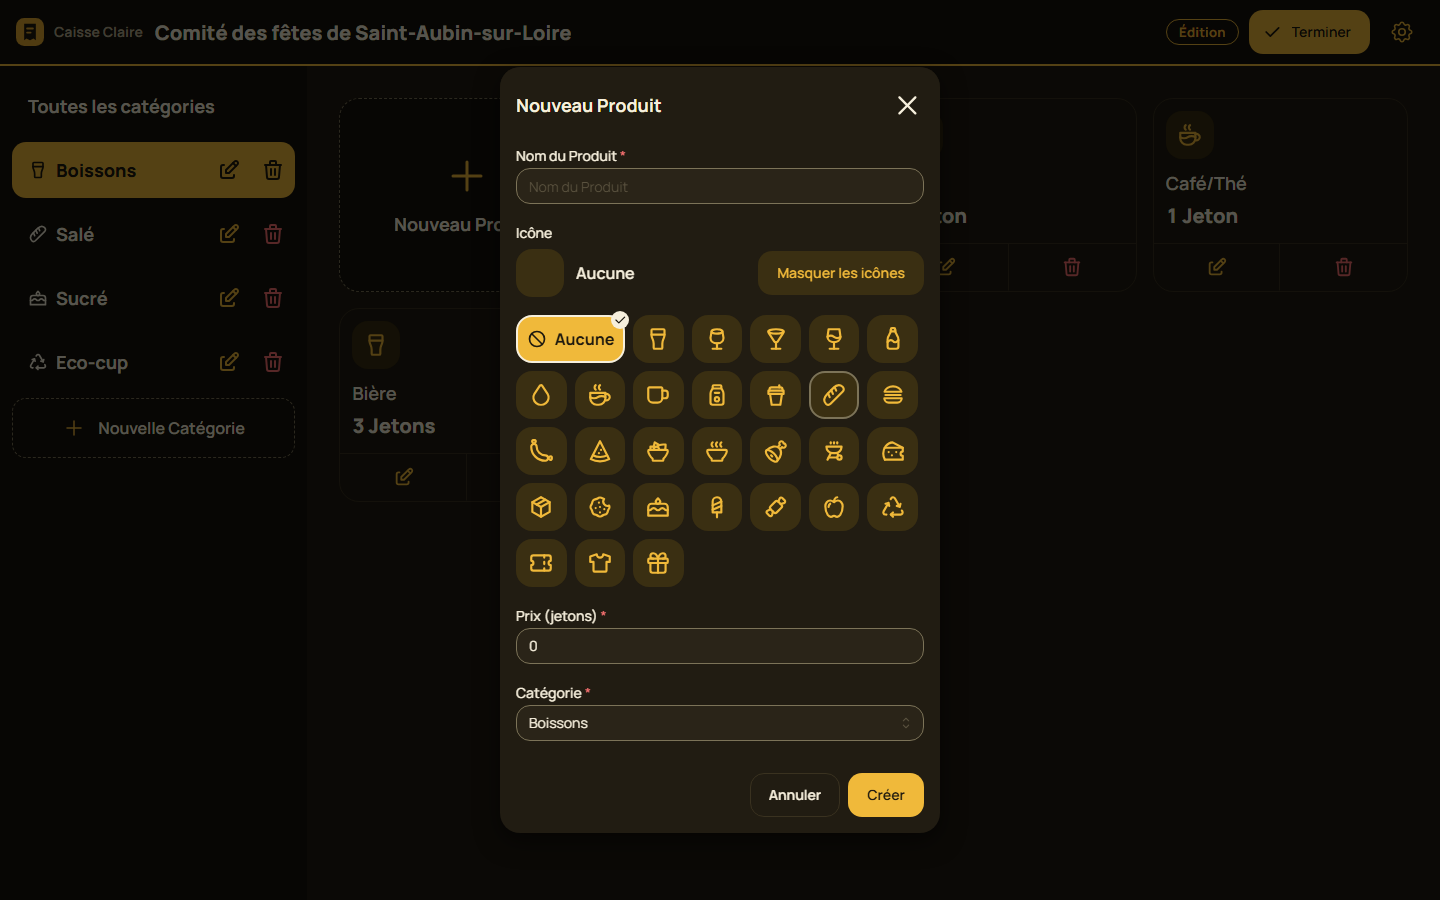 Caisse Claire
Comité des fêtes de Saint-Aubin-sur-Loire
Édition
Terminer
Toutes les catégories
Boissons
Salé
Sucré
Eco-cup
Nouvelle Catégorie
Nouveau
Bière
3 Jetons
Café/Thé
1 Jeton
Nouveau Produit
Nom du Produit *
Nom du Produit
Icône
Aucune
Masquer les icônes
Aucune
Prix (jetons) *
0
Catégorie *
Boissons
Annuler
Créer